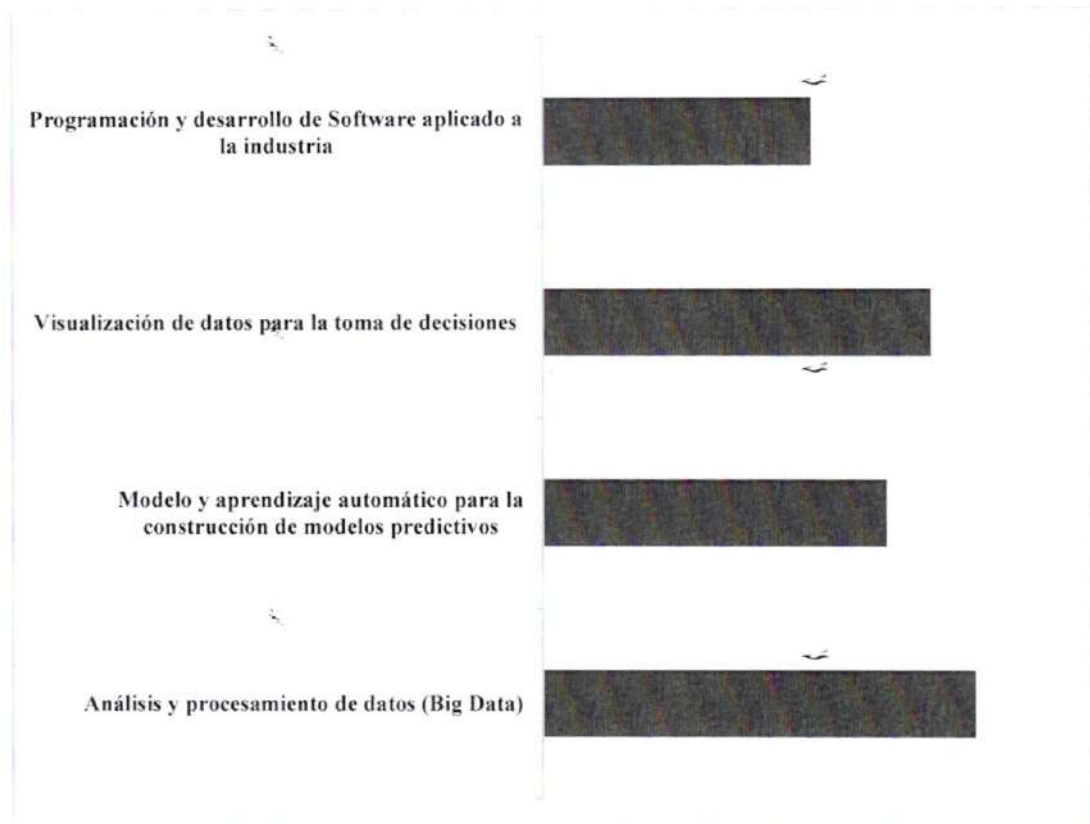 Programación y desarrollo de Software aplicado a
la industria
Visualización de datos para la toma de decisiones
Modelo y aprendizaje automático para la
construcción de modelos predictivos
Análisis y procesamiento de datos (Big Data)